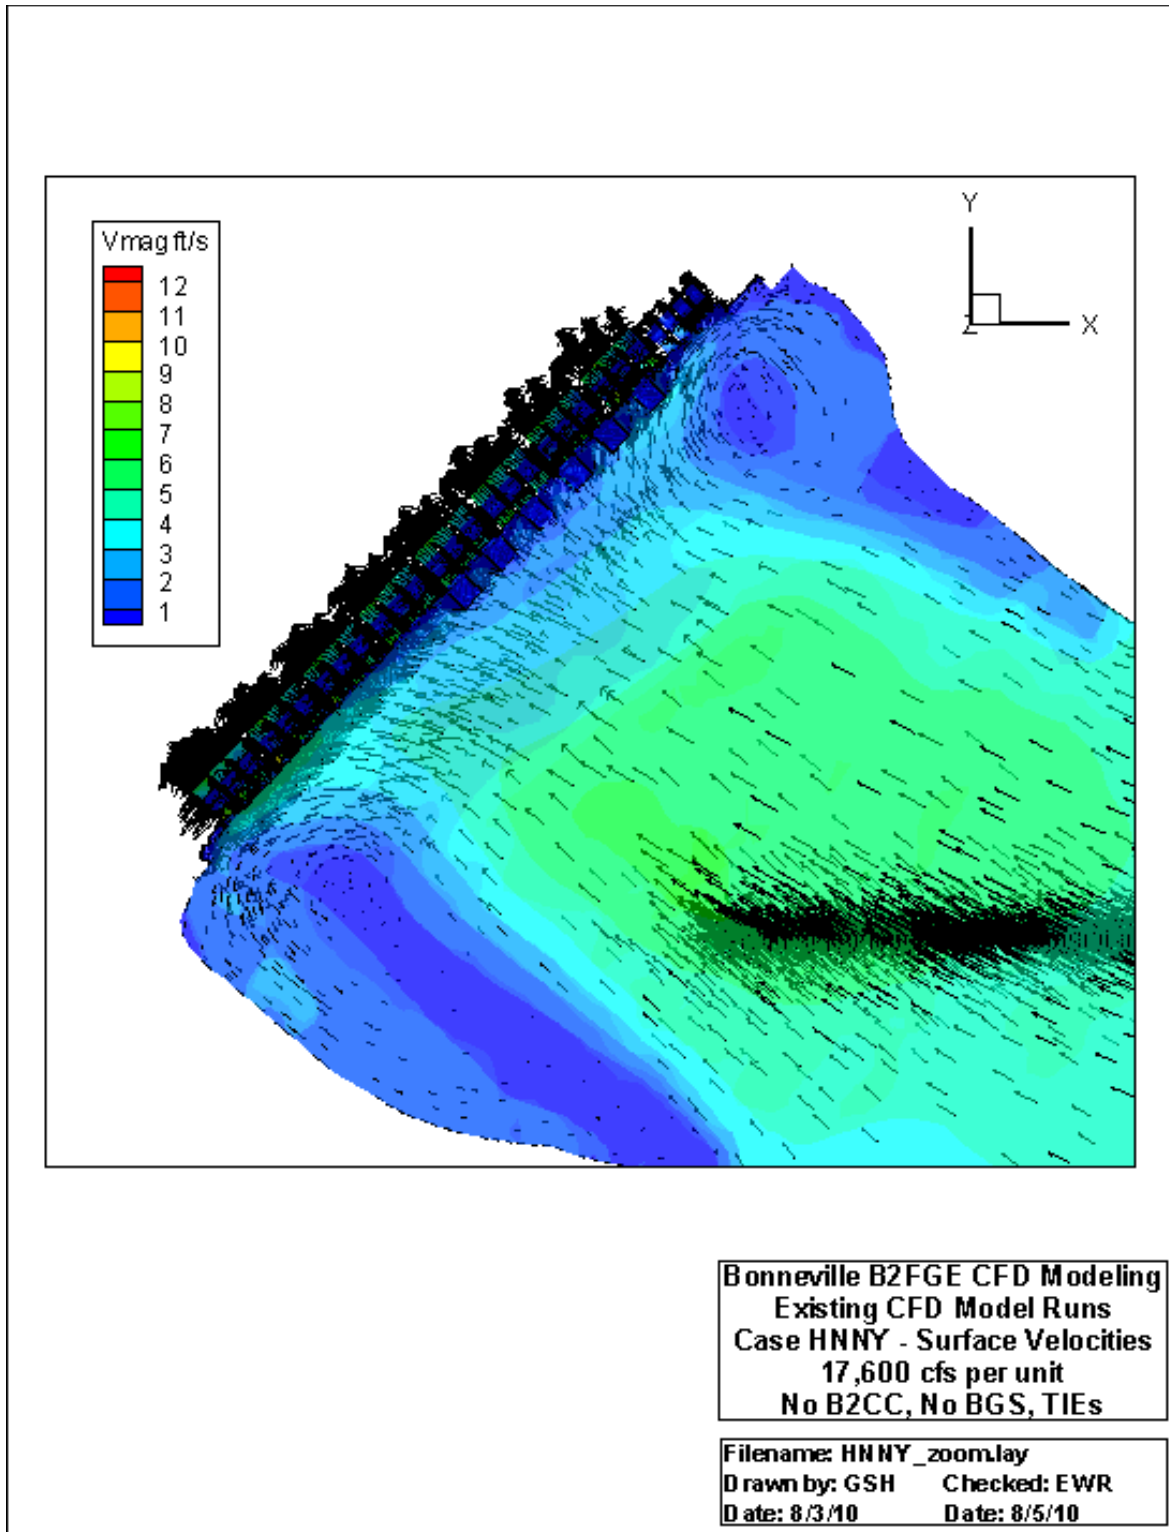 Vmag ft/s
12
11
10
9
8
7
6
5
4
3
2
1
Y
Z
X
Bonneville B2FGE CFD Modeling
Existing CFD Model Runs
Case HNNY - Surface Velocities
17,600 cfs per unit
No B2CC, No BGS, TIEs
Filename: HNNY_zoom.lay
Drawn by: GSH Checked: EWR
Date: 8/3/10 Date: 8/5/10